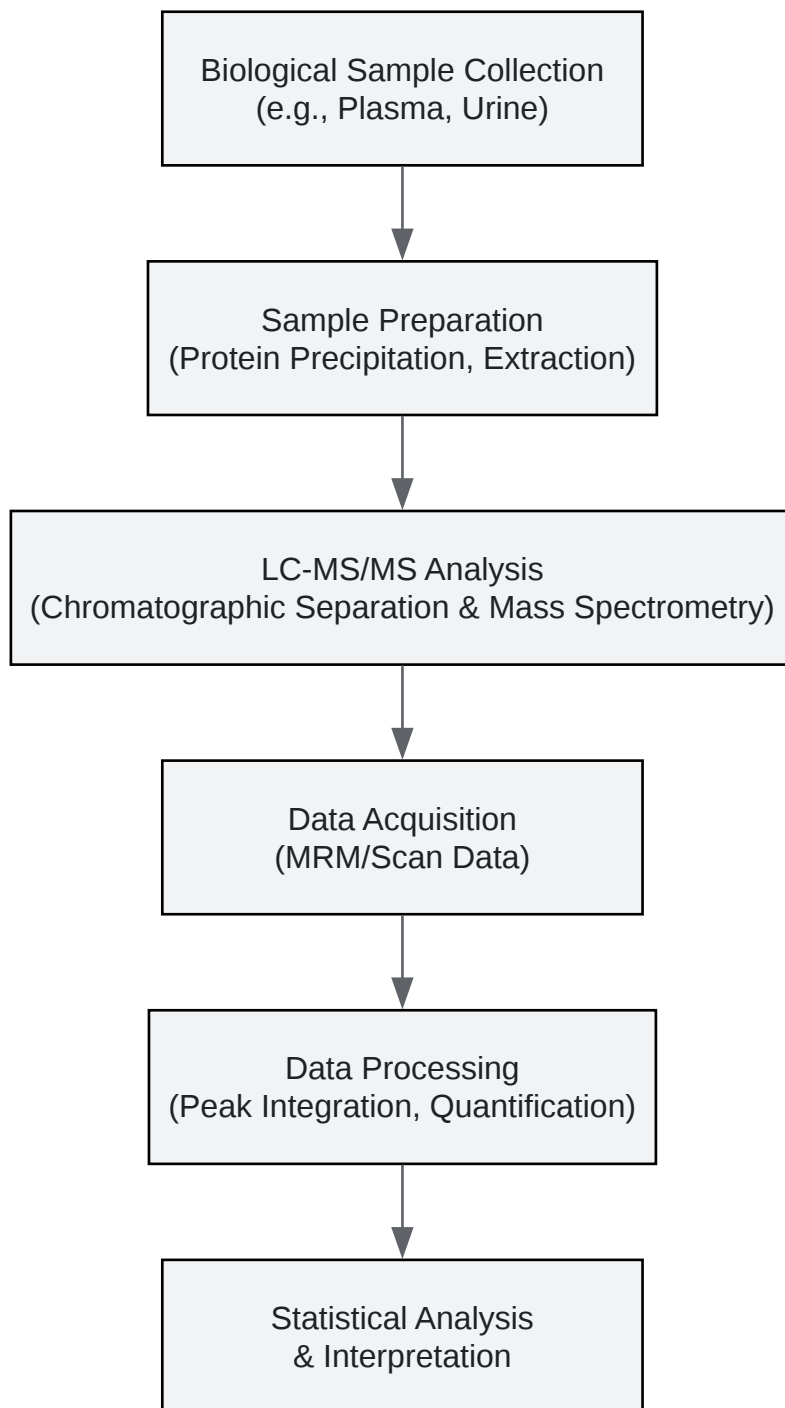 Biological Sample Collection
(e.g., Plasma, Urine)
Sample Preparation
(Protein Precipitation, Extraction)
LC-MS/MS Analysis
(Chromatographic Separation & Mass Spectrometry)
Data Acquisition
(MRM/Scan Data)
Data Processing
(Peak Integration, Quantification)
Statistical Analysis
& Interpretation